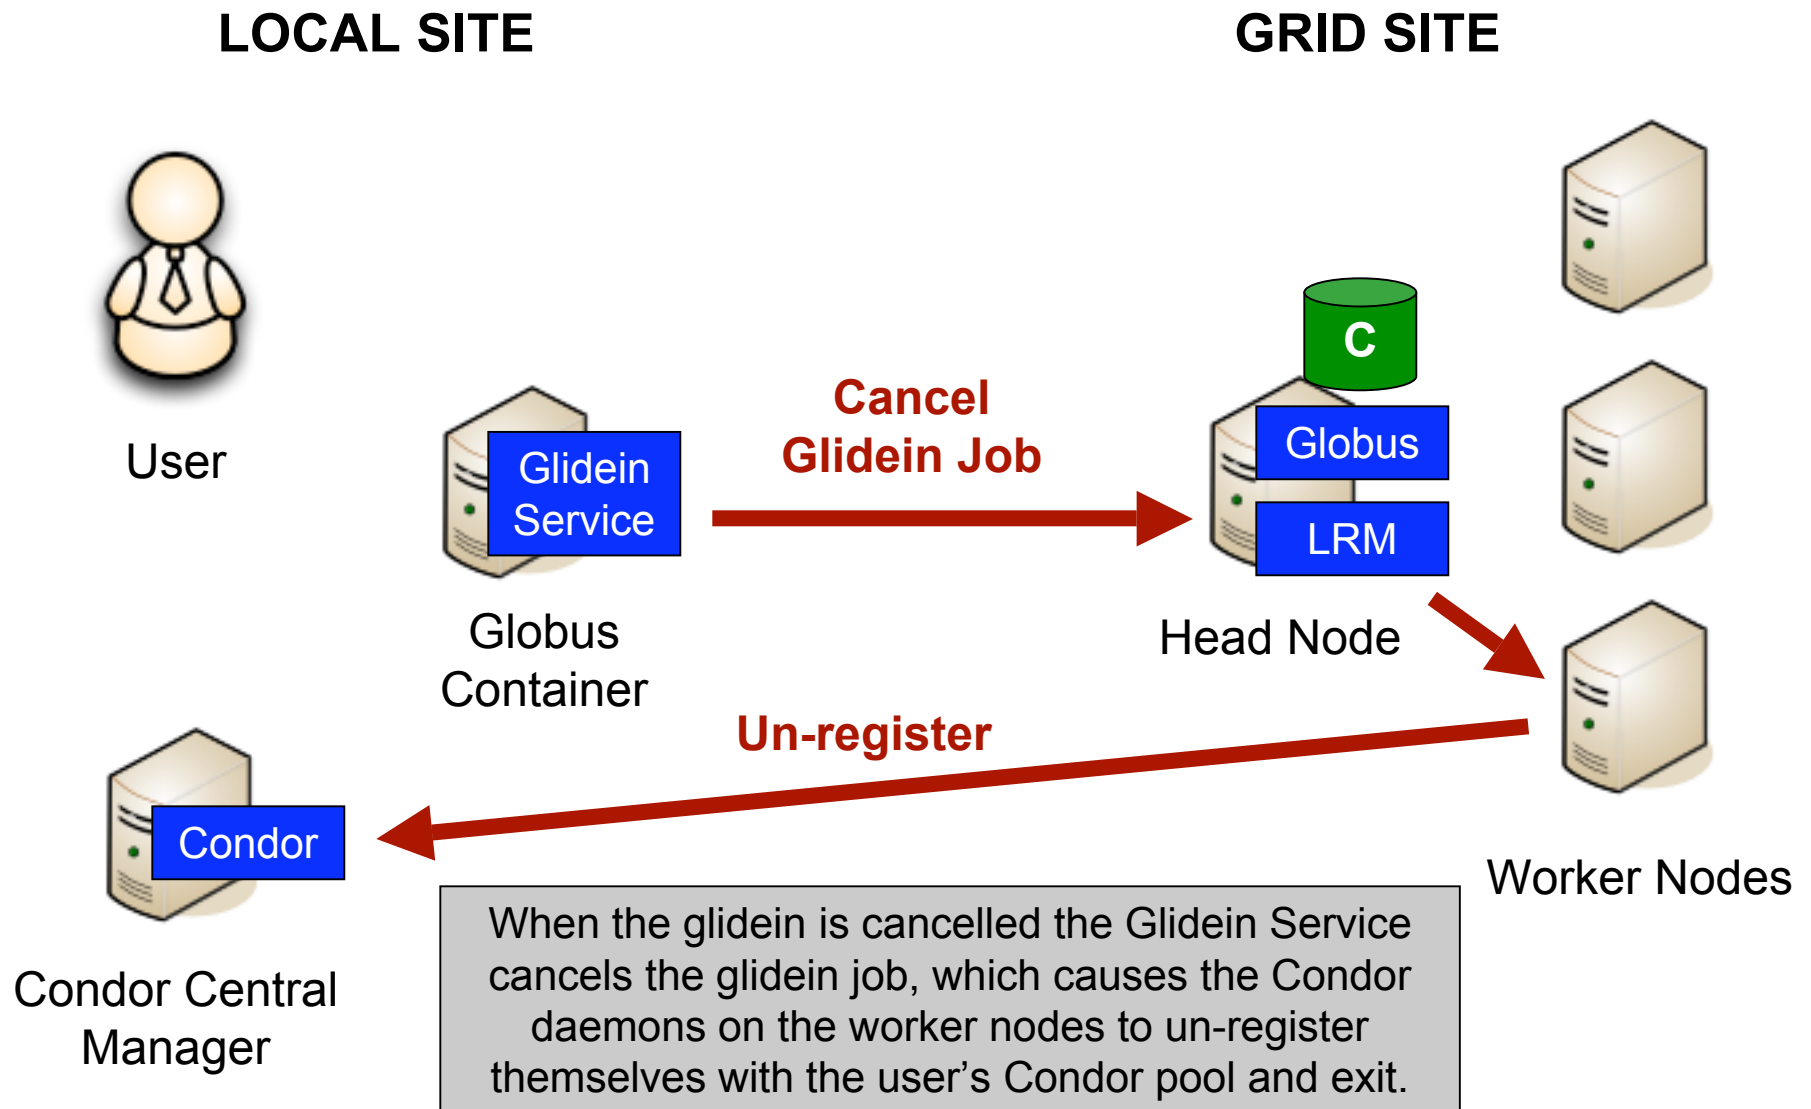 LOCAL SITE
GRID SITE
User
Glidein
Service
Globus
Container
Cancel
Glidein Job
C
Globus
LRM
Head Node
Un-register
Condor
Condor Central
Manager
Worker Nodes
When the glidein is cancelled the Glidein Service
cancels the glidein job, which causes the Condor
daemons on the worker nodes to un-register
themselves with the user’s Condor pool and exit.